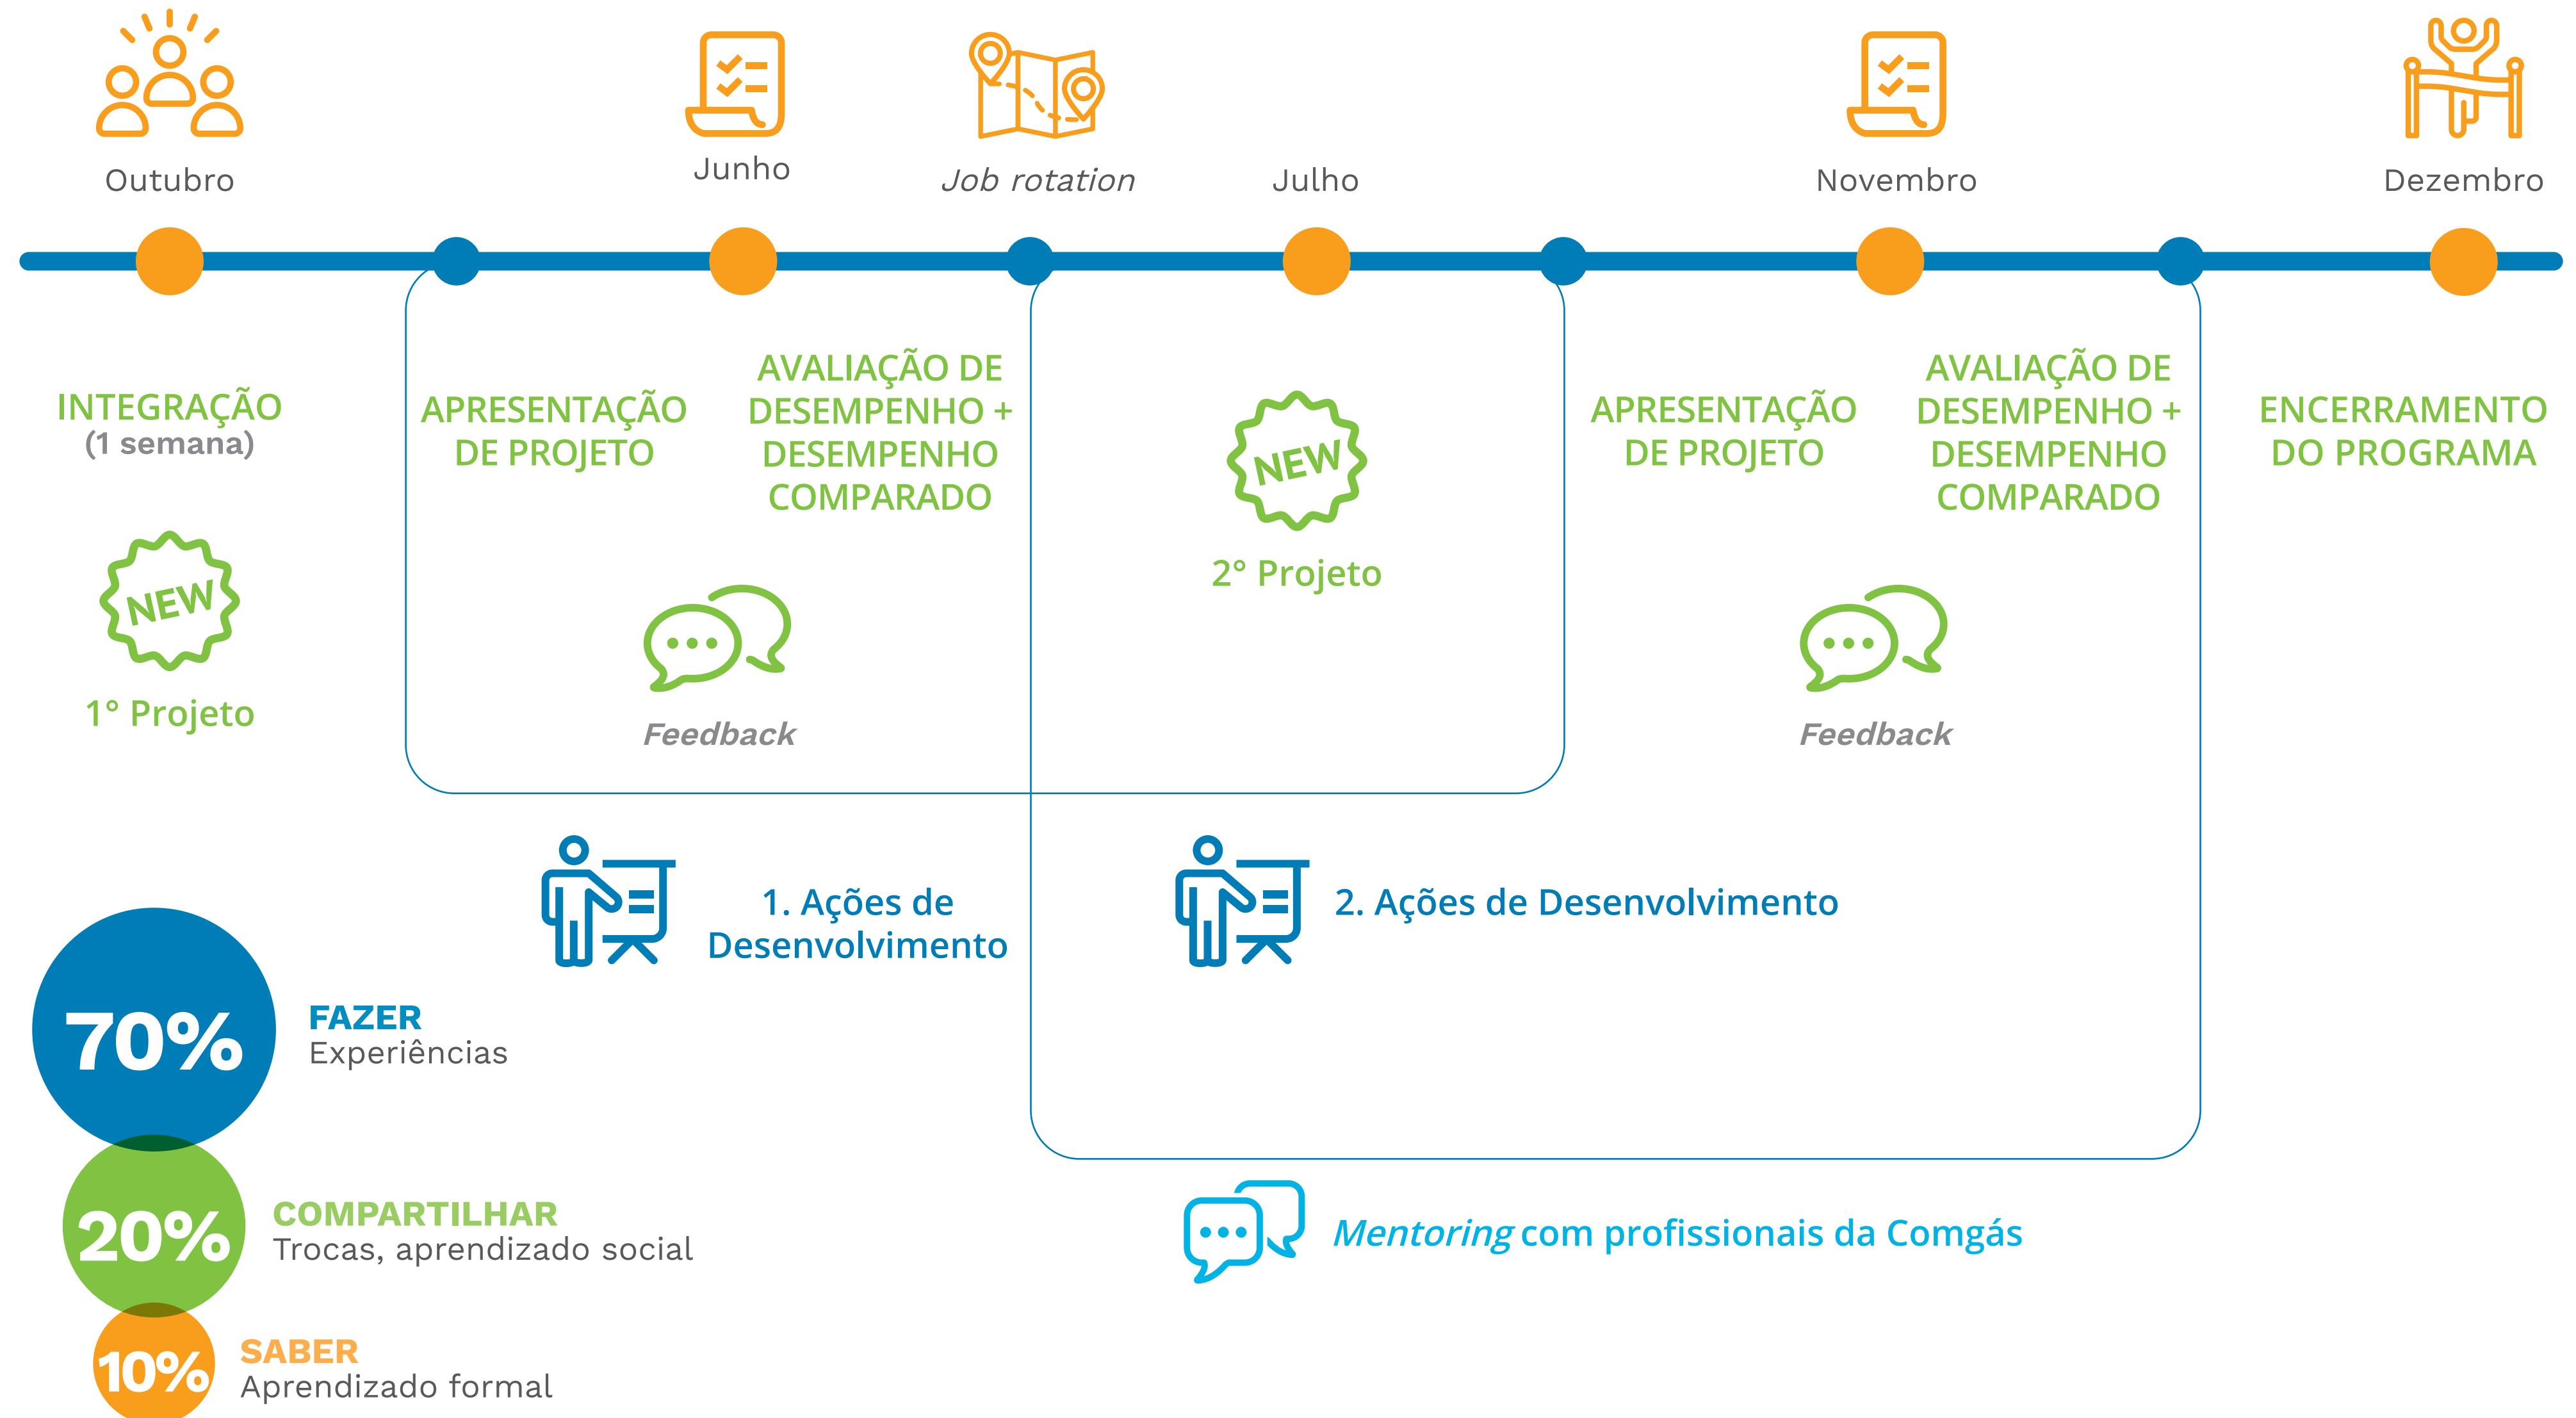 Outubro
Junho
Job rotation
Julho
Novembro
Dezembro
INTEGRAÇÃO
(1 semana)
NEW
1° Projeto
APRESENTAÇÃO
DE PROJETO
AVALIAÇÃO DE
DESEMPENHO +
DESEMPENHO
COMPARADO
Feedback
NEW
2° Projeto
APRESENTAÇÃO
DE PROJETO
AVALIAÇÃO DE
DESEMPENHO +
DESEMPENHO
COMPARADO
Feedback
ENCERRAMENTO
DO PROGRAMA
1. Ações de
Desenvolvimento
2. Ações de Desenvolvimento
Mentoring com profissionais da Comgás
70%
FAZER
Experiências
20%
COMPARTILHAR
Trocas, aprendizado social
10%
SABER
Aprendizado formal